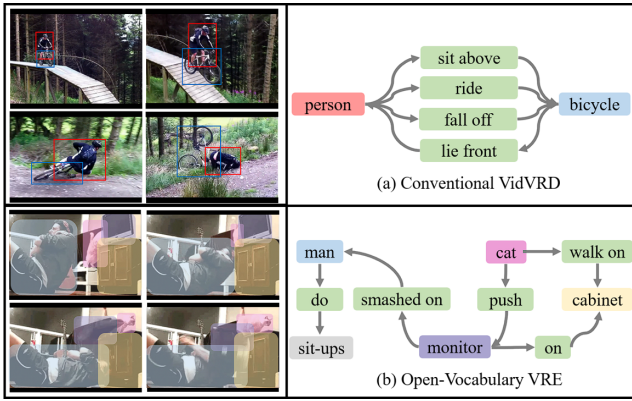 sit above
ride
person
bicycle
fall off
lie front
(a) Conventional VidVRD
man
cat
walk on
do
smashed on
push
cabinet
sit-ups
monitor
on
(b) Open-Vocabulary VRE